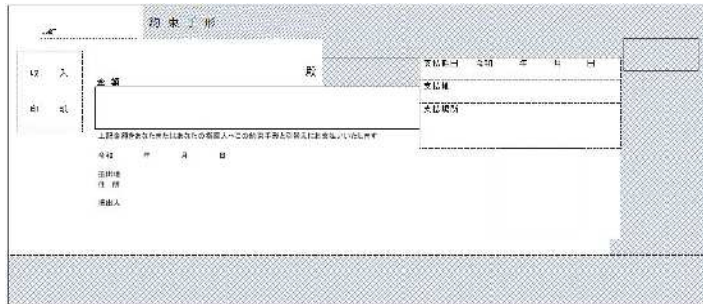 約束手形
収入
印紙
殿
金額
支払期日 令和 年 月 日
支払地
支払場所
上記金額をあなたまたはあなたの指図人へこの約束手形と引替えにお支払いいたします
令和 年 月 日
振出地
住所
振出人